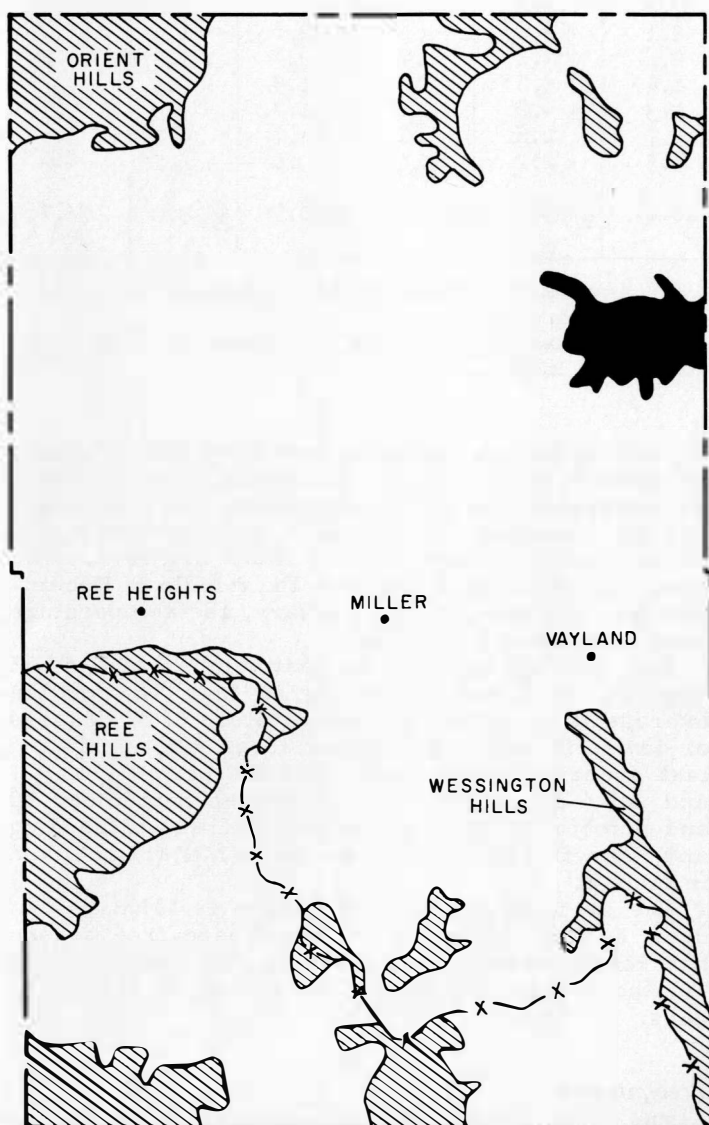 ORIENT
HILLS
REE HEIGHTS
MILLER
VAYLAND
REE
HILLS
WESSINGTON
HILLS